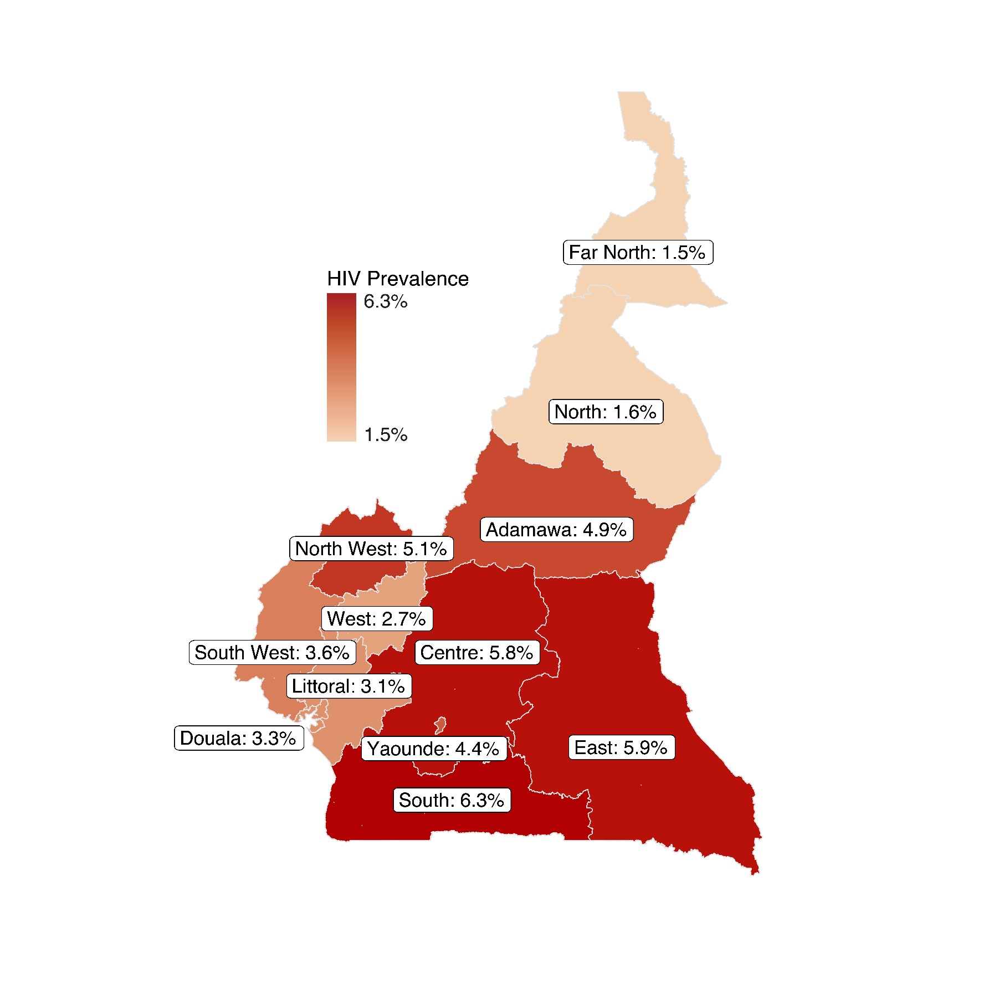 Far North: 1.5%
HIV Prevalence
6.3%
1.5%
North: 1.6%
Adamawa: 4.9%
North West: 5.1%
West: 2.7%
South West: 3.6%
Centre: 5.8%
Littoral: 3.1%
Douala: 3.3%
Yaounde: 4.4%
East: 5.9%
South: 6.3%